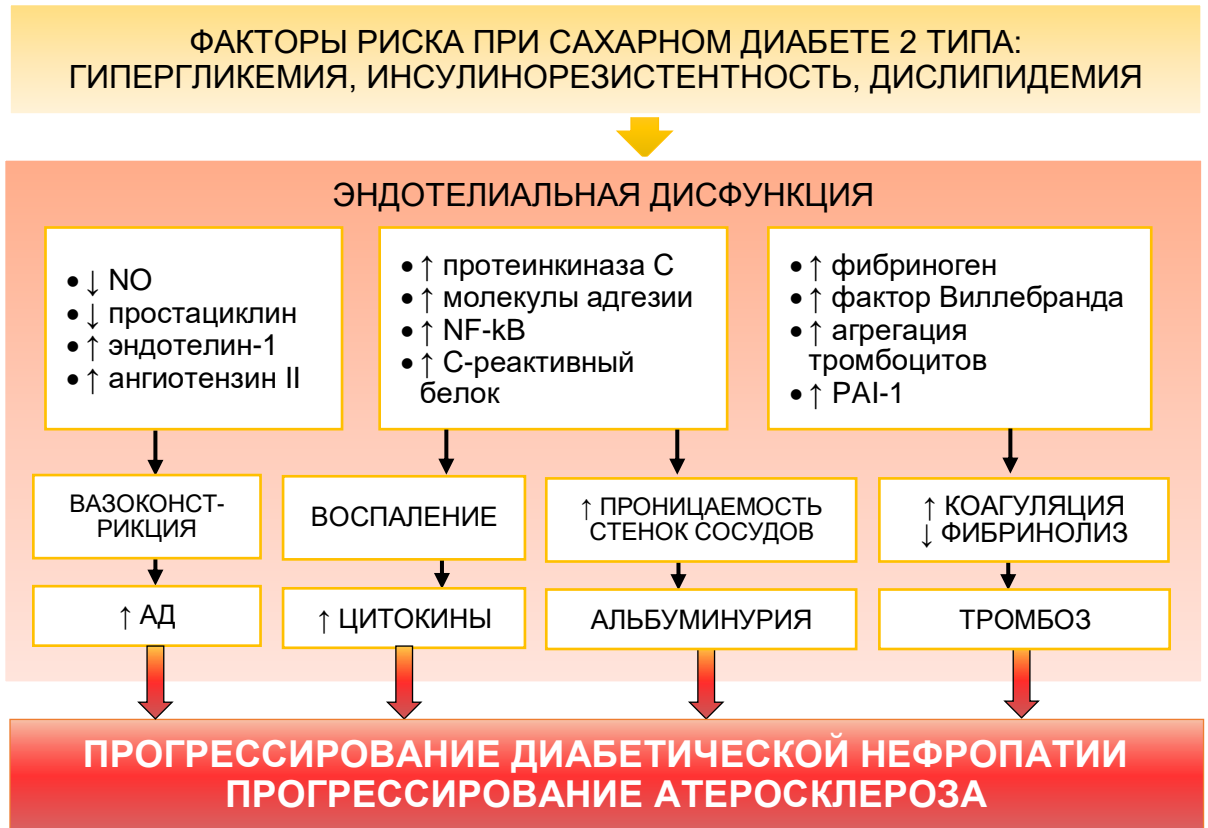 ФАКТОРЫ РИСКА ПРИ САХАРНОМ ДИАБЕТЕ 2 ТИПА:
ГИПЕРГЛИКЕМИЯ, ИНСУЛИНОРЕЗИСТЕНТНОСТЬ, ДИСЛИПИДЕМИЯ
ЭНДОТЕЛИАЛЬНАЯ ДИСФУНКЦИЯ
• ↓ NO
• ↓ простациклин
• ↑ эндотелин-1
• ↑ ангиотензин II
• ↑ протеинкиназа С
• ↑ молекулы адгезии
• ↑ NF-kB
• ↑ С-реактивный
белок
• ↑ фибриноген
• ↑ фактор Виллебранда
• ↑ агрегация
тромбоцитов
• ↑ PAI-1
ВАЗОКОНСТ-
РИКЦИЯ
ВОСПАЛЕНИЕ
↑ ПРОНИЦАЕМОСТЬ
СТЕНОК СОСУДОВ
↑ КОАГУЛЯЦИЯ
↓ ФИБРИНОЛИЗ
↑ АД
↑ ЦИТОКИНЫ
АЛЬБУМИНУРИЯ
ТРОМБОЗ
ПРОГРЕССИРОВАНИЕ ДИАБЕТИЧЕСКОЙ НЕФРОПАТИИ
ПРОГРЕССИРОВАНИЕ АТЕРОСКЛЕРОЗА